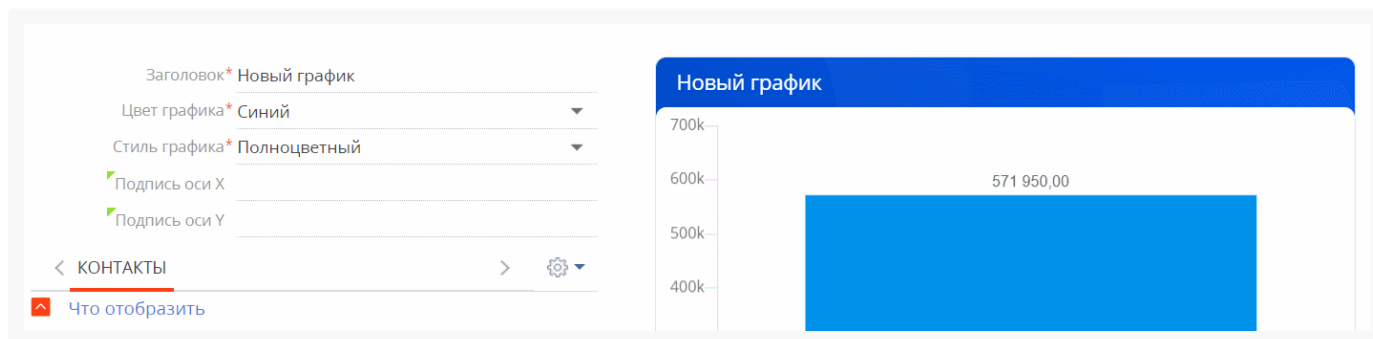 Заголовок* Новый график
Цвет графика* Синий
Стиль графика* Полноцветный
Подпись оси X
Подпись оси Y
КОНТАКТЫ
Что отобразить
Новый график
700k
600k
571 950,00
500k
400k